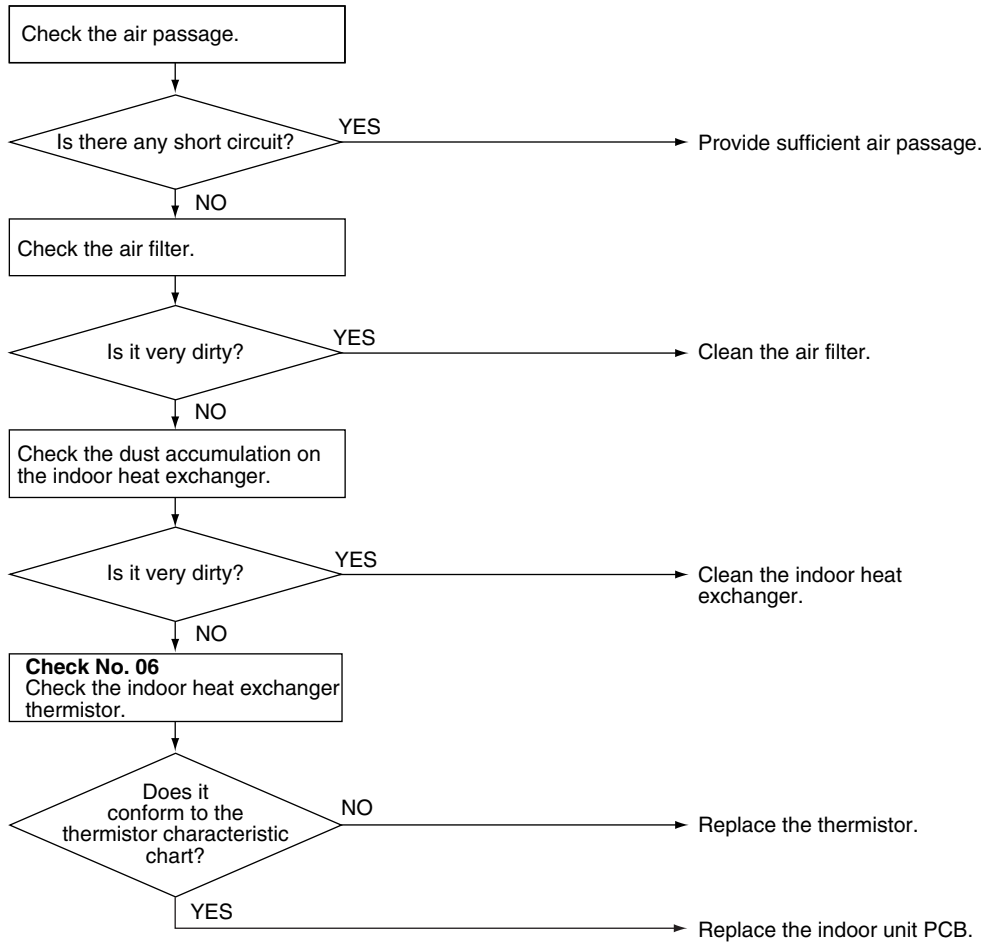 Check the air passage.
Is there any short circuit?
YES
Provide sufficient air passage.
NO
Check the air filter.
Is it very dirty?
YES
Clean the air filter.
NO
Check the dust accumulation on
the indoor heat exchanger.
Is it very dirty?
YES
Clean the indoor heat
exchanger.
NO
Check No. 06
Check the indoor heat exchanger
thermistor.
Does it
conform to the
thermistor characteristic
chart?
NO
Replace the thermistor.
YES
Replace the indoor unit PCB.